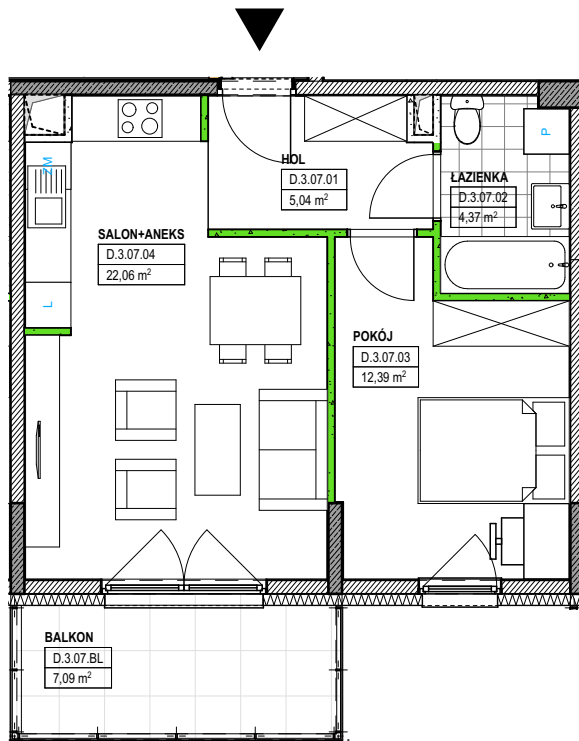 HOL
D.3.07.01
5,04 m²
ŁAZIENKA
D.3.07.02
4,37 m²
P
ZM
SALON+ANEKS
D.3.07.04
22,06 m²
L
POKÓJ
D.3.07.03
12,39 m²
BALKON
D.3.07.BL
7,09 m²